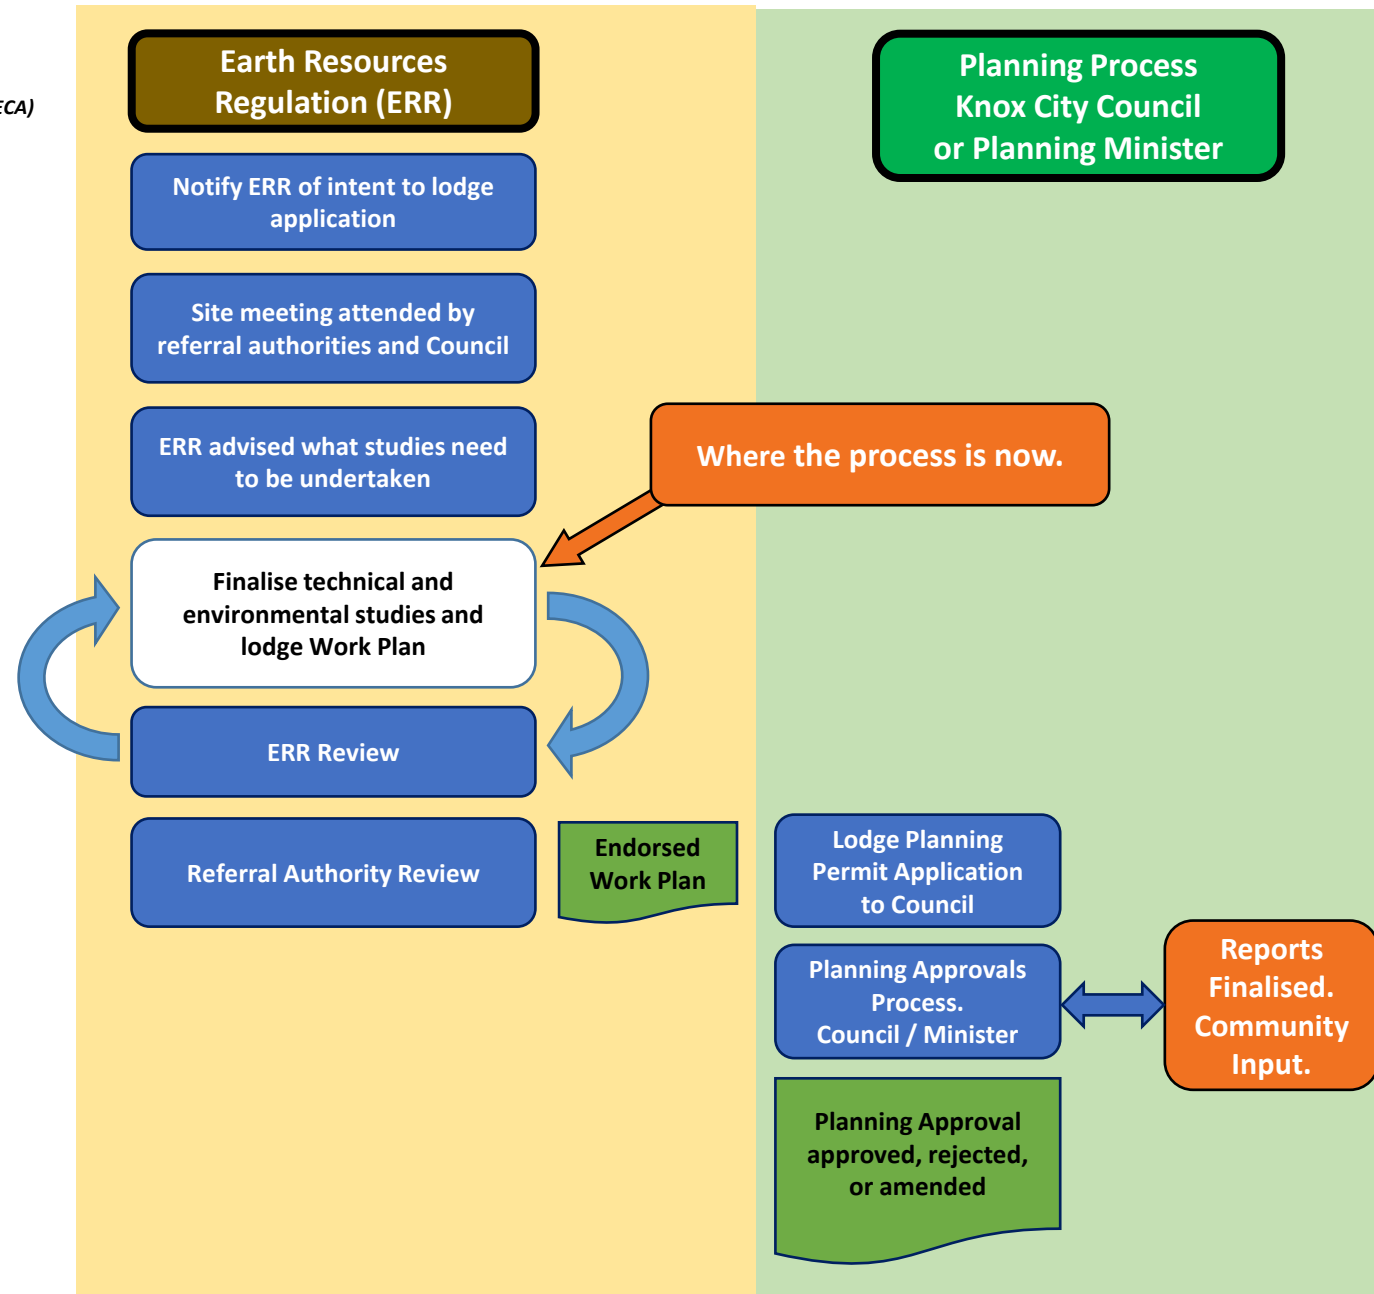 ECA)
Earth Resources
Regulation (ERR)
Notify ERR of intent to lodge
application
Site meeting attended by
referral authorities and Council
ERR advised what studies need
to be undertaken
Where the process is now.
Finalise technical and
environmental studies and
lodge Work Plan
ERR Review
Referral Authority Review
Endorsed
Work Plan
Planning Process
Knox City Council
or Planning Minister
Lodge Planning
Permit Application
to Council
Planning Approvals
Process.
Council / Minister
Reports
Finalised.
Community
Input.
Planning Approval
approved, rejected,
or amended